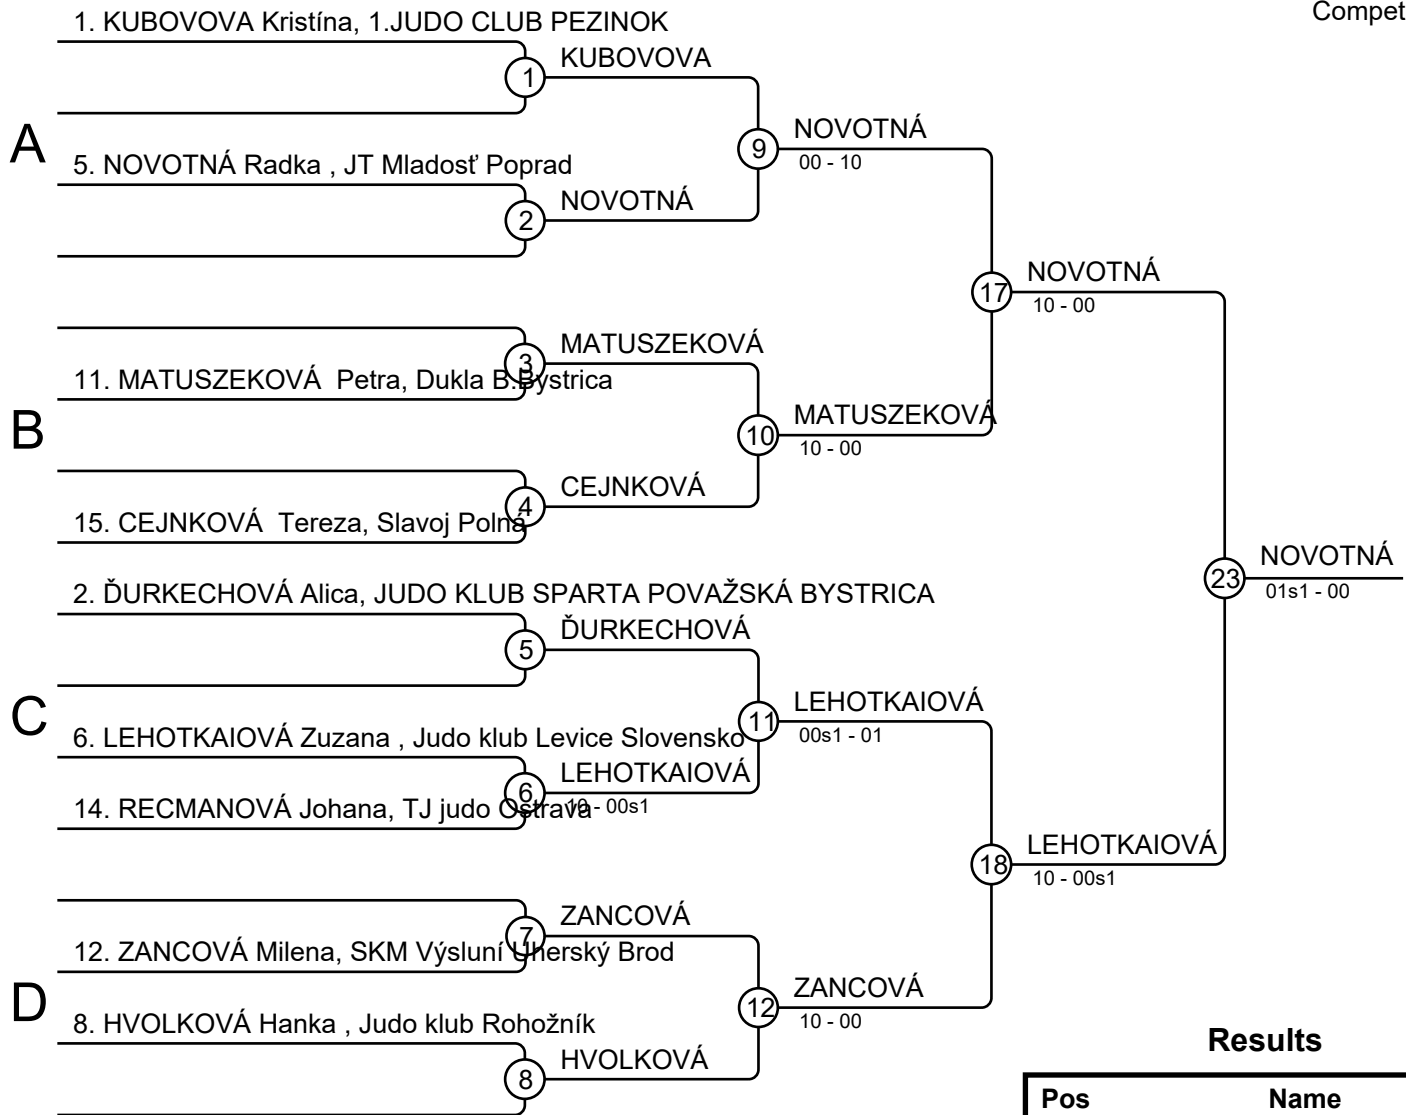 Compet
1. KUBOVOVA Kristína, 1.JUDO CLUB PEZINOK
KUBOVOVA
1
NOVOTNÁ
A
9
00 - 10
5. NOVOTNÁ Radka , JT Mladosť Poprad
NOVOTNÁ
2
NOVOTNÁ
17
10 - 00
MATUSZEKOVÁ
3
11. MATUSZEKOVÁ  Petra, Dukla B.Bystrica
MATUSZEKOVÁ
B
10
10 - 00
CEJNKOVÁ
4
15. CEJNKOVÁ  Tereza, Slavoj Polná
NOVOTNÁ
23
01s1 - 00
2. ĎURKECHOVÁ Alica, JUDO KLUB SPARTA POVAŽSKÁ BYSTRICA
ĎURKECHOVÁ
5
LEHOTKAIOVÁ
C
11
00s1 - 01
6. LEHOTKAIOVÁ Zuzana , Judo klub Levice Slovensko
LEHOTKAIOVÁ
6
10 - 00s1
14. RECMANOVÁ Johana, TJ judo Ostrava
LEHOTKAIOVÁ
18
10 - 00s1
ZANCOVÁ
7
12. ZANCOVÁ Milena, SKM Výsluní Uherský Brod
ZANCOVÁ
D
12
10 - 00
8. HVOLKOVÁ Hanka , Judo klub Rohožník
HVOLKOVÁ
8
Results
Pos Name